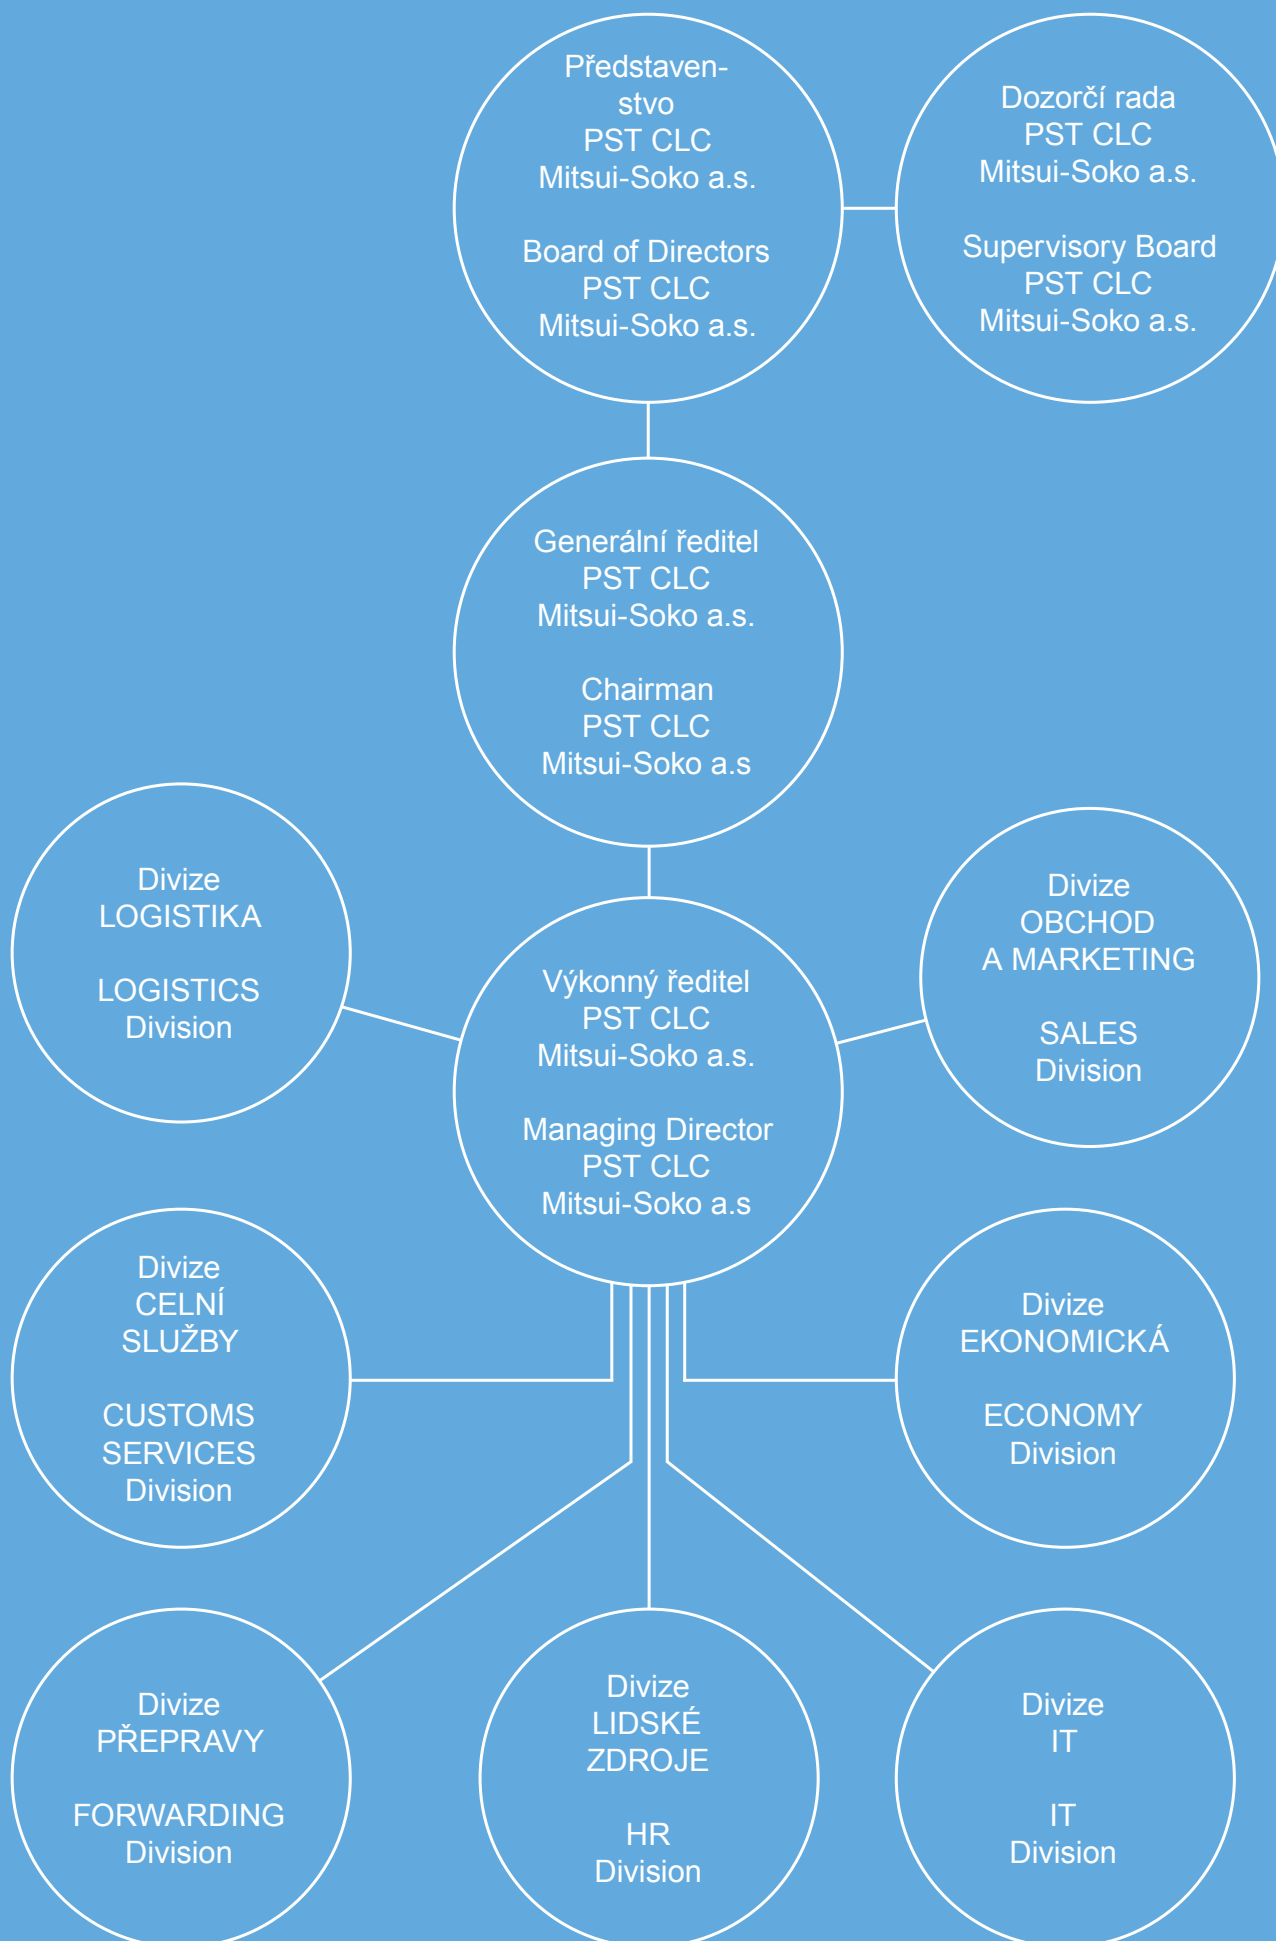 Představen-
stvo
PST CLC
Mitsui-Soko a.s.
Board of Directors
PST CLC
Mitsui-Soko a.s.
Dozorčí rada
PST CLC
Mitsui-Soko a.s.
Supervisory Board
PST CLC
Mitsui-Soko a.s.
Generální ředitel
PST CLC
Mitsui-Soko a.s.
Chairman
PST CLC
Mitsui-Soko a.s
Divize
LOGISTIKA
LOGISTICS
Division
Výkonný ředitel
PST CLC
Mitsui-Soko a.s.
Managing Director
PST CLC
Mitsui-Soko a.s
Divize
OBCHOD
A MARKETING
SALES
Division
Divize
CELNÍ
SLUŽBY
CUSTOMS
SERVICES
Division
Divize
EKONOMICKÁ
ECONOMY
Division
Divize
PŘEPRAVY
FORWARDING
Division
Divize
LIDSKÉ
ZDROJE
HR
Division
Divize
IT
IT
Division